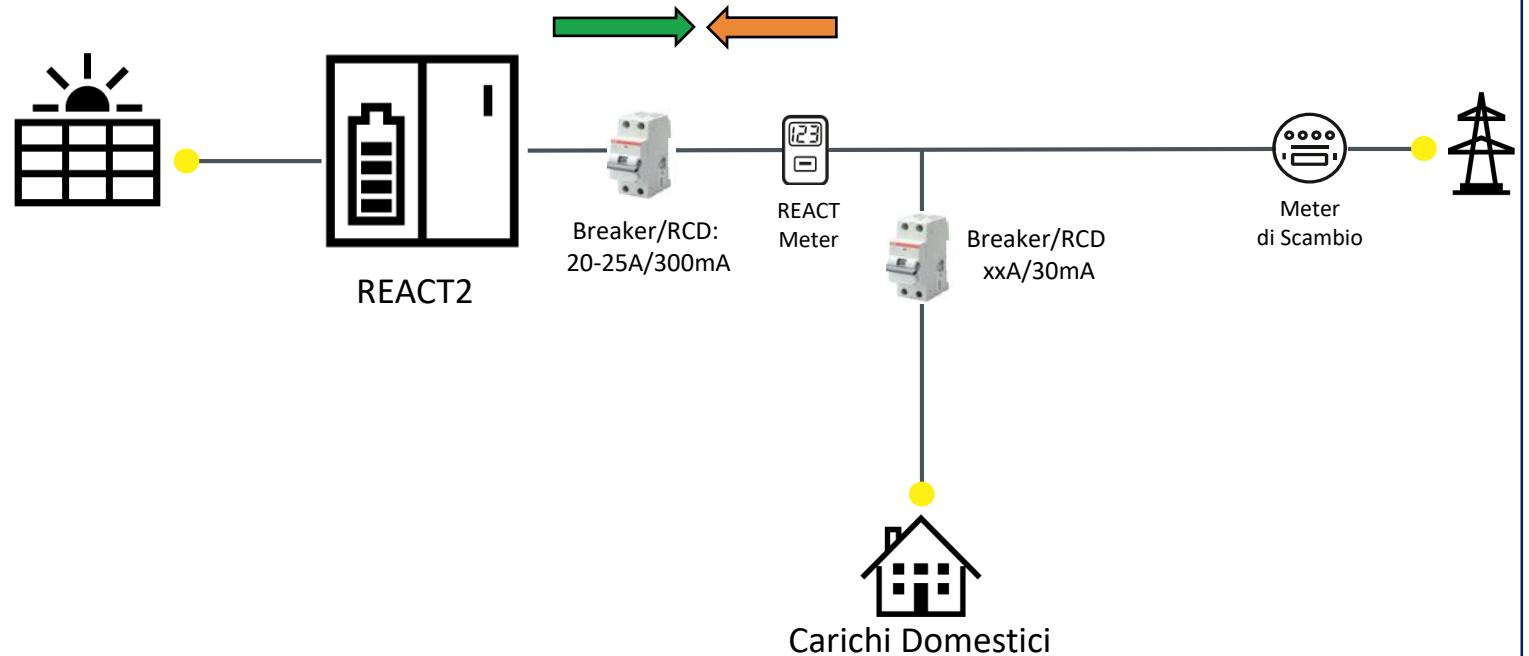 REACT2
Breaker/RCD:
20-25A/300mA
123
REACT
Meter
Breaker/RCD
xxA/30mA
Meter
di Scambio
Carichi Domestici